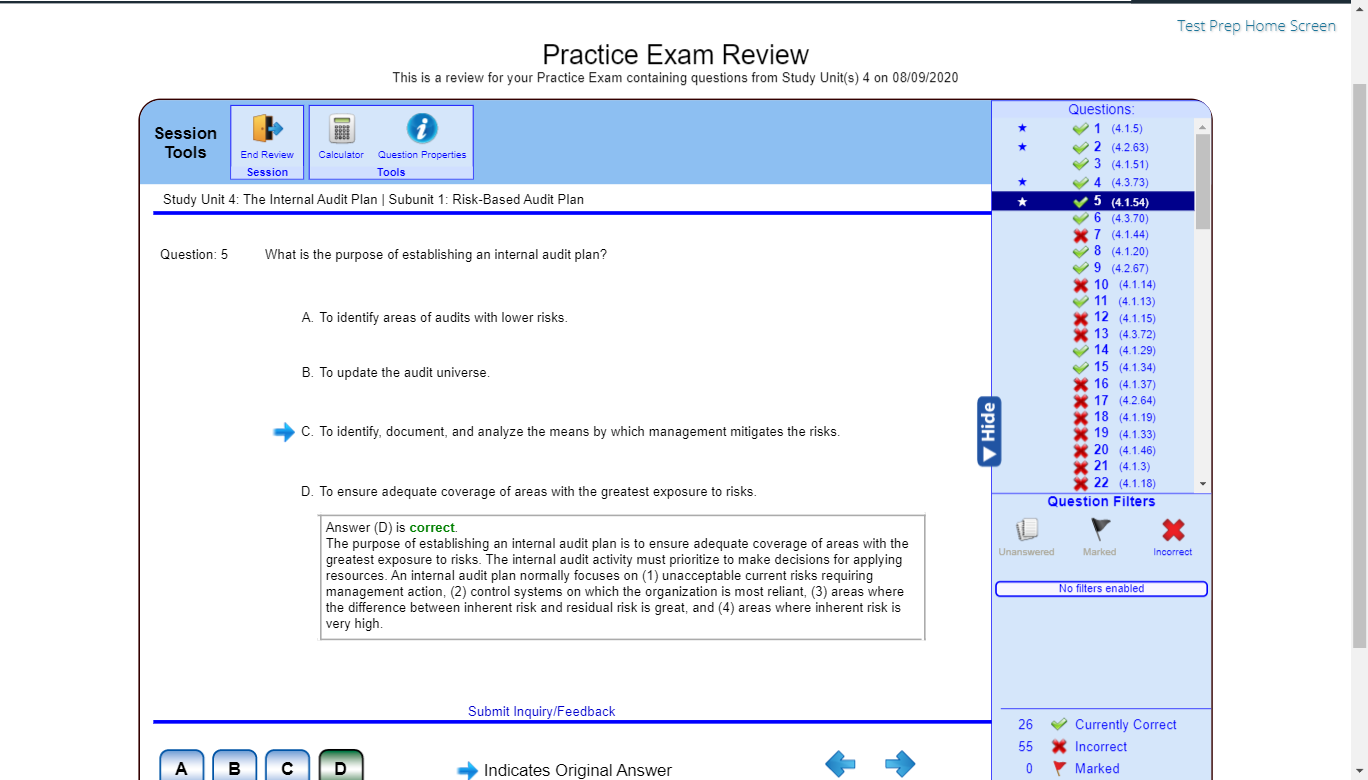 Test Prep Home Screen
Practice Exam Review
This is a review for your Practice Exam containing questions from Study Unit(s) 4 on 08/09/2020
Session
Tools
End Review
Session
Calculator
Question Properties
Tools
Study Unit 4: The Internal Audit Plan | Subunit 1: Risk-Based Audit Plan
Question: 5
What is the purpose of establishing an internal audit plan?
A. To identify areas of audits with lower risks.
B. To update the audit universe.
C. To identify, document, and analyze the means by which management mitigates the risks.
D. To ensure adequate coverage of areas with the greatest exposure to risks.
Answer (D) is correct.
The purpose of establishing an internal audit plan is to ensure adequate coverage of areas with the
greatest exposure to risks. The internal audit activity must prioritize to make decisions for applying
resources. An internal audit plan normally focuses on (1) unacceptable current risks requiring
management action, (2) control systems on which the organization is most reliant, (3) areas where
the difference between inherent risk and residual risk is great, and (4) areas where inherent risk is
very high.
Submit Inquiry/Feedback
A B C D
Indicates Original Answer
Hide
Questions:
1 (4.1.5)
2 (4.2.63)
3 (4.1.51)
4 (4.3.73)
5 (4.1.54)
6 (4.3.70)
7 (4.1.44)
8 (4.1.20)
9 (4.2.67)
10 (4.1.14)
11 (4.1.13)
12 (4.1.15)
13 (4.3.72)
14 (4.1.29)
15 (4.1.34)
16 (4.1.37)
17 (4.2.64)
18 (4.1.19)
19 (4.1.33)
20 (4.1.46)
21 (4.1.3)
22 (4.1.18)
Question Filters
Unanswered
Marked
Incorrect
No filters enabled
26 Currently Correct
55 Incorrect
0 Marked